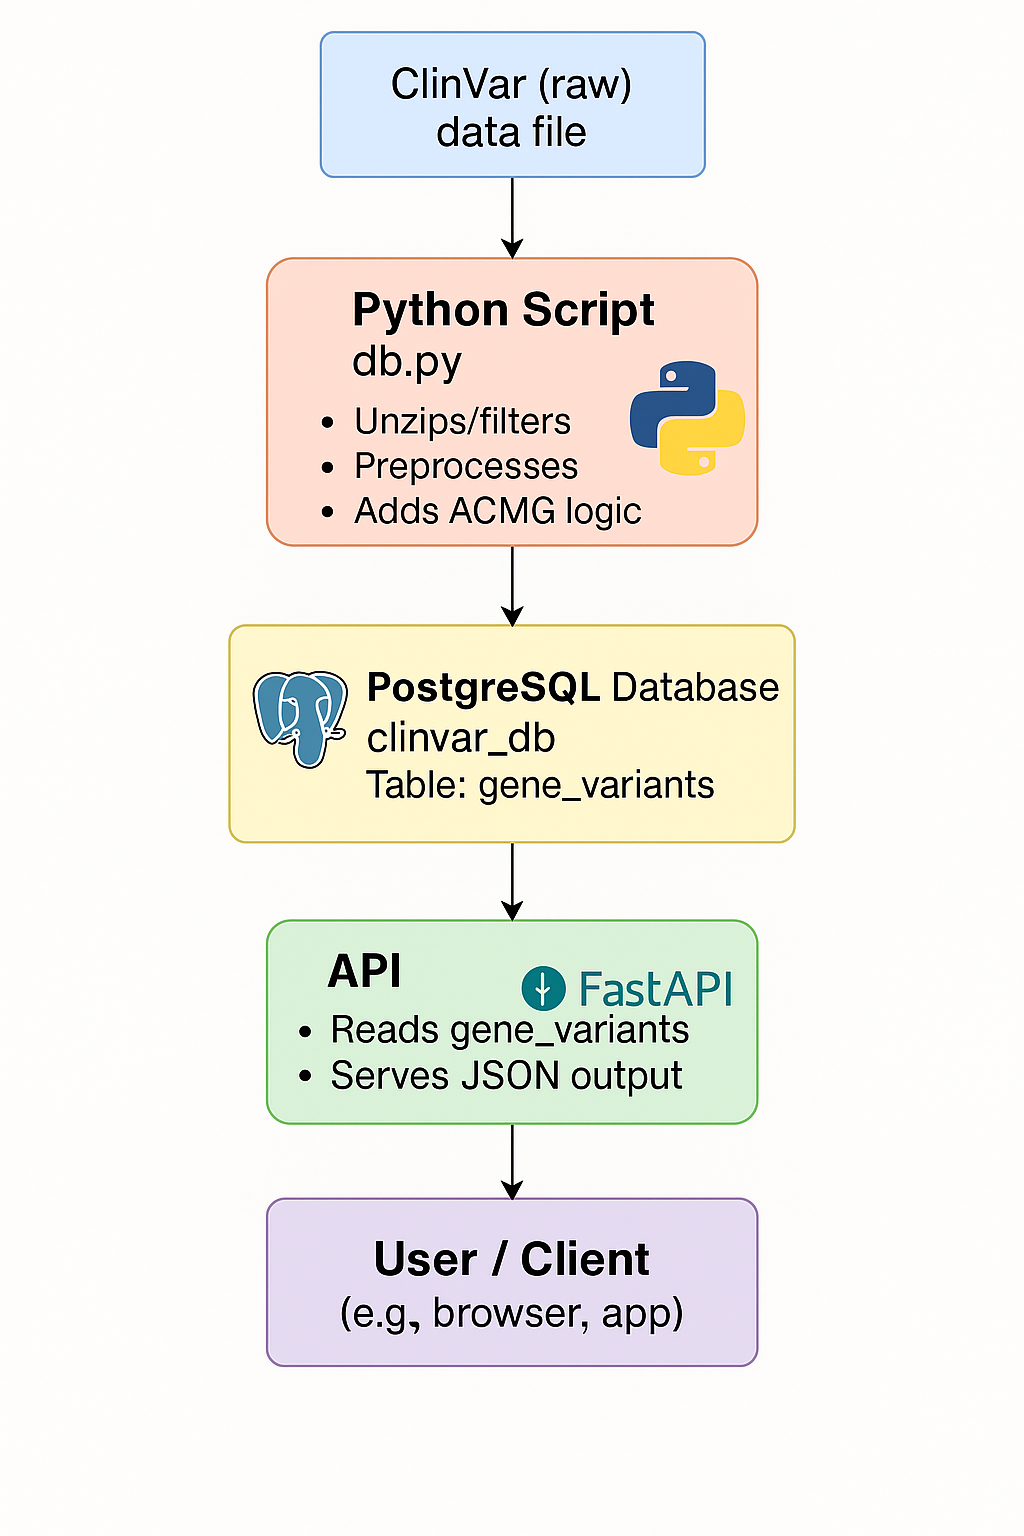 ClinVar (raw)
data file
Python Script
db.py
• Unzips/filters
• Preprocesses
• Adds ACMG logic
PostgreSQL Database
clinvar_db
Table: gene_variants
API
FastAPI
• Reads gene_variants
• Serves JSON output
User / Client
(e.g., browser, app)